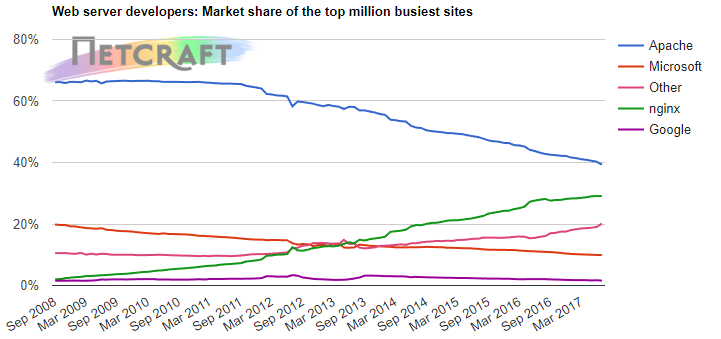 Web server developers: Market share of the top million busiest sites
80%
NETCRAFT
60%
40%
20%
0%
Apache
Microsoft
Other
nginx
Google
Sep 2008
Mar 2009
Sep 2009
Mar 2010
Sep 2010
Mar 2011
Sep 2011
Mar 2012
Sep 2012
Mar 2013
Sep 2013
Mar 2014
Sep 2014
Mar 2015
Sep 2015
Mar 2016
Sep 2016
Mar 2017